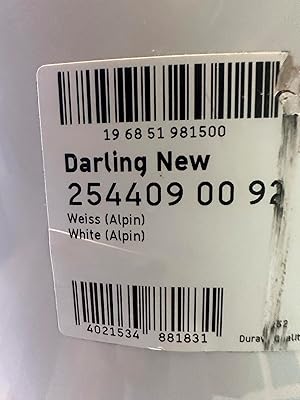 19 68 51 981500
Darling New
254409 00 92
Weiss (Alpin)
White (Alpin)
4021534 881831